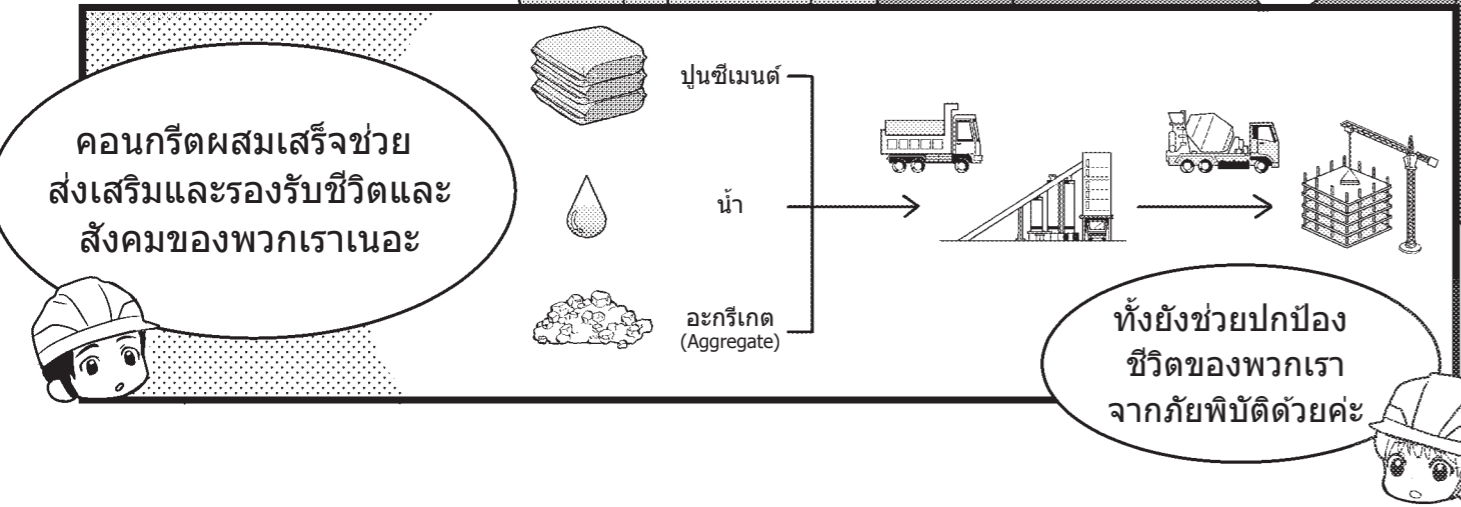 คอนกรีตผสมเสร็จช่วย
ส่งเสริมและรองรับชีวิตและ
สังคมของพวกเราเนอะ
ปูนซีเมนต์
น้ำ
อะกรีเกต
(Aggregate)
ทั้งยังช่วยปกป้อง
ชีวิตของพวกเรา
จากภัยพิบัติด้วยค่ะ